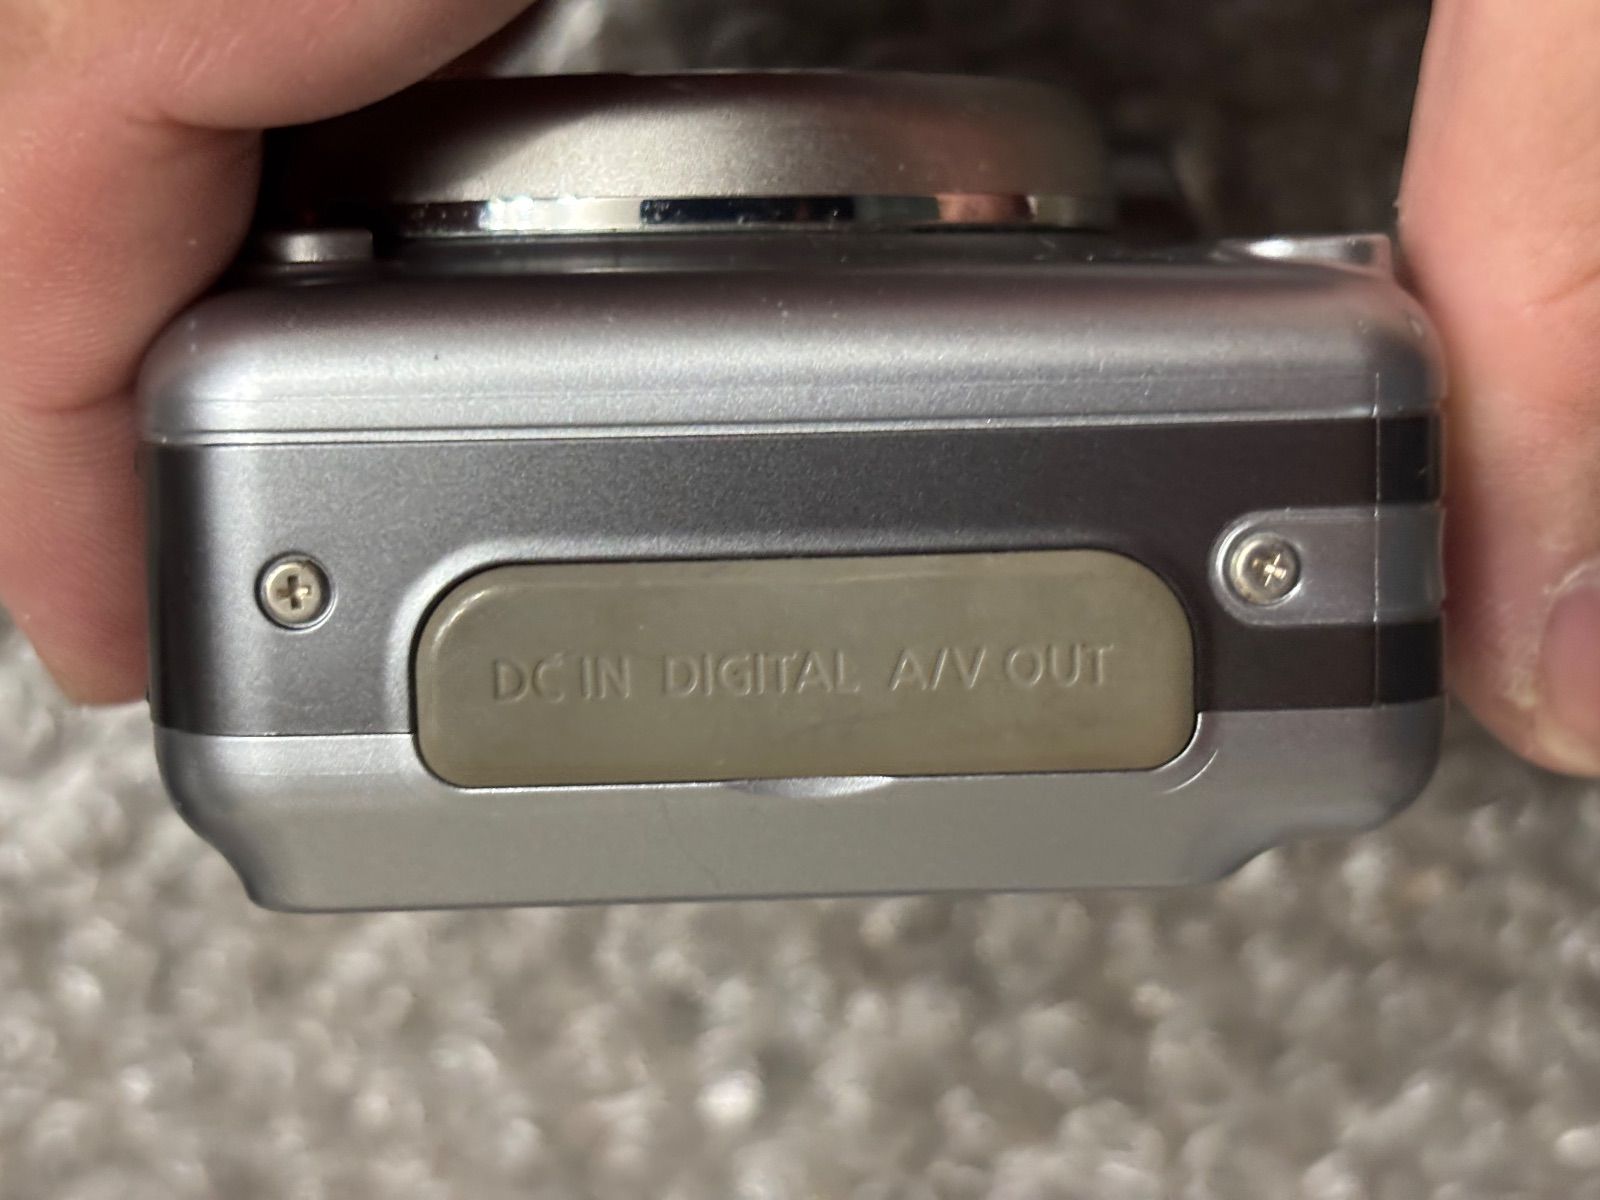 DC IN DIGITAL A/V OUT